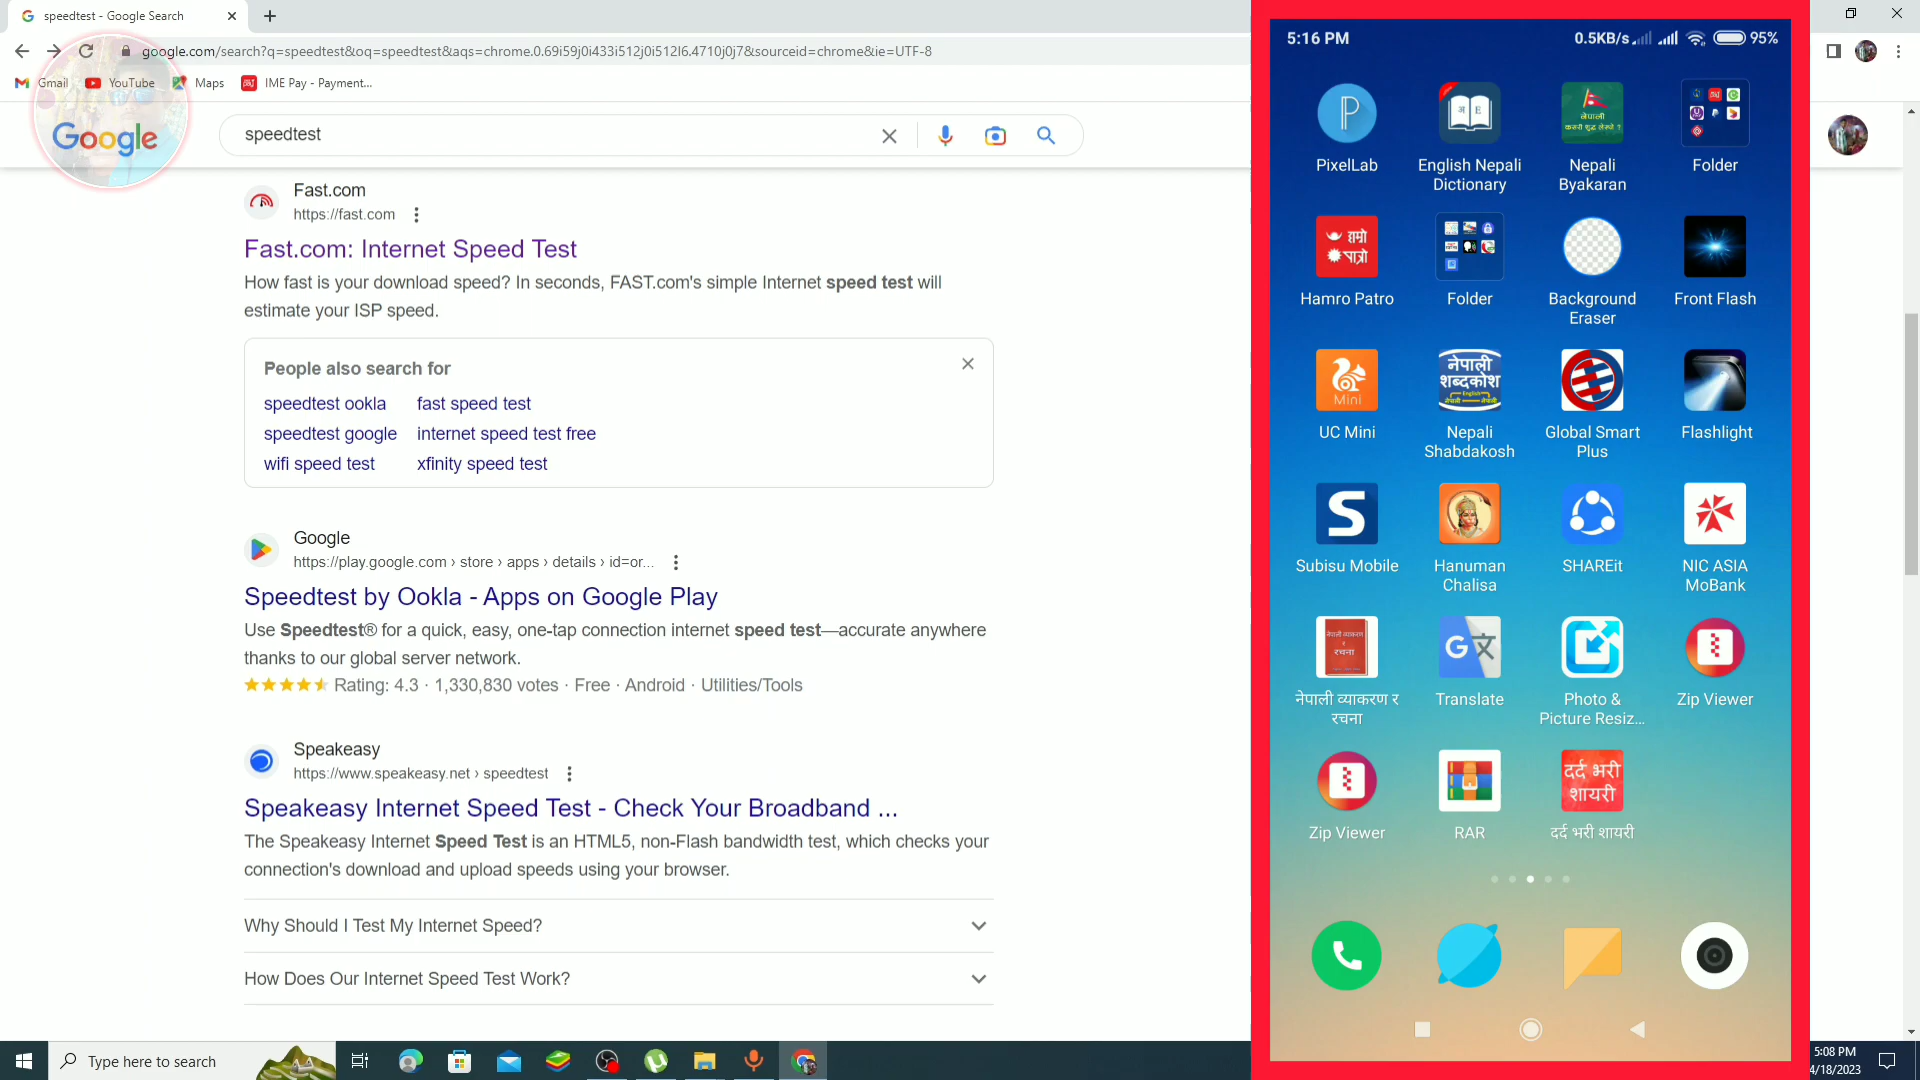 speedtest - Google Search
google.com/search?q=speedtest&oq=speedtest&aqs=chrome.0.69i59j0i433i512j0i512l6.4710j0j7&sourceid=chrome&ie=UTF-8
Gmail YouTube Maps IME Pay - Payment...
Google
speedtest
Fast.com
https://fast.com
Fast.com: Internet Speed Test
How fast is your download speed? In seconds, FAST.com's simple Internet speed test will
estimate your ISP speed.
People also search for
speedtest ookla fast speed test
speedtest google internet speed test free
wifi speed test xfinity speed test
Google
https://play.google.com › store › apps › details › id=or...
Speedtest by Ookla - Apps on Google Play
Use Speedtest® for a quick, easy, one-tap connection internet speed test—accurate anywhere
thanks to our global server network.
Rating: 4.3 · 1,330,830 votes · Free · Android · Utilities/Tools
Speakeasy
https://www.speakeasy.net › speedtest
Speakeasy Internet Speed Test - Check Your Broadband ...
The Speakeasy Internet Speed Test is an HTML5, non-Flash bandwidth test, which checks your
connection's download and upload speeds using your browser.
Why Should I Test My Internet Speed?
How Does Our Internet Speed Test Work?
Type here to search
5:08 PM
4/18/2023
5:16 PM 0.5KB/s 95%
PixelLab English Nepali Nepali Folder
Dictionary Byakaran
हाम्रो
पात्रो
Hamro Patro Folder Background Front Flash
Eraser
Mini
नेपाली
शब्दकोश
English
UC Mini Nepali Global Smart Flashlight
Shabdakosh Plus
S
Subisu Mobile Hanuman SHAREit NIC ASIA
Chalisa MoBank
नेपाली व्याकरण र Translate Photo & Zip Viewer
रचना Picture Resiz...
दर्द भरी
शायरी
Zip Viewer RAR दर्द भरी शायरी